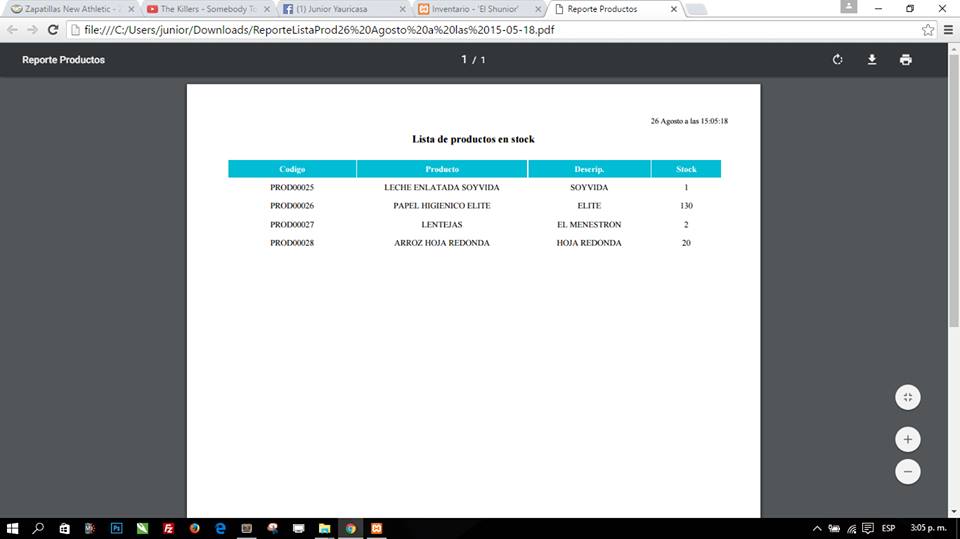 Zapatillas New Athletic - Z
The Killers - Somebody To
(1) Junior Yauricasa
Inventario - 'El Shunior'
Reporte Productos
file:///C:/Users/junior/Downloads/ReporteListaProd26%20Agosto%20a%20las%2015-05-18.pdf
Reporte Productos
1 / 1
26 Agosto a las 15:05:18
Lista de productos en stock
Codigo Producto Descrip. Stock
PROD00025 LECHE ENLATADA SOYVIDA SOYVIDA 1
PROD00026 PAPEL HIGIENICO ELITE ELITE 130
PROD00027 LENTEJAS EL MENESTRON 2
PROD00028 ARROZ HOJA REDONDA HOJA REDONDA 20
ESP 3:05 p. m.